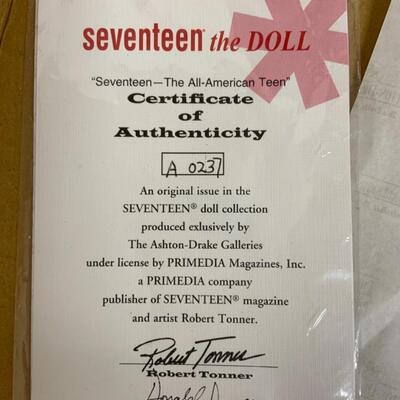 seventeen® the DOLL
"Seventeen—The All-American Teen"
Certificate
of
Authenticity
A 0237
An original issue in the
SEVENTEEN® doll collection
produced exlusively by
The Ashton-Drake Galleries
under license by PRIMEDIA Magazines, Inc.
a PRIMEDIA company
publisher of SEVENTEEN® magazine
and artist Robert Tonner.
Robert Tonner
Robert Tonner